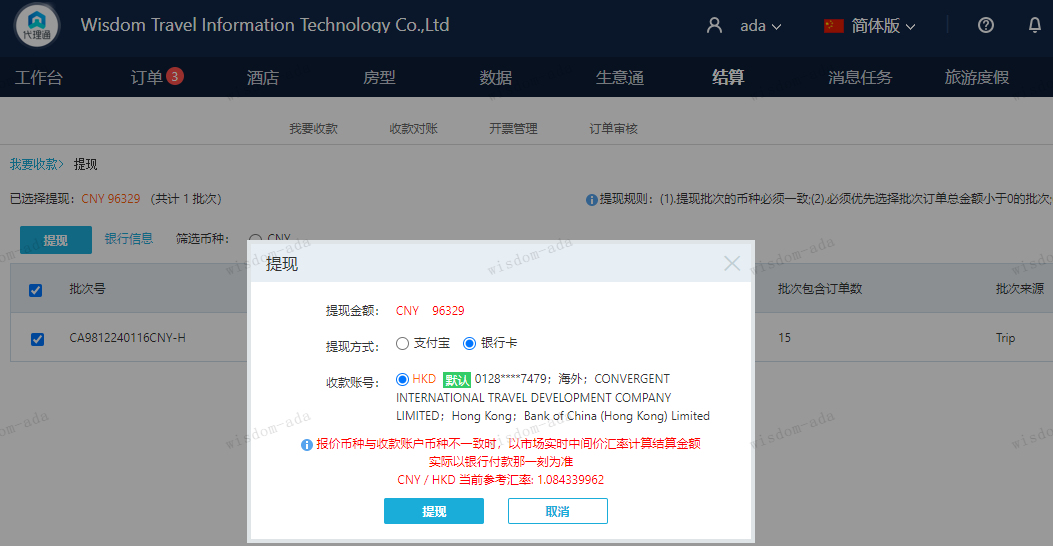 代理通
Wisdom Travel Information Technology Co.,Ltd
ada
简体版
工作台 订单 3 酒店 房型 数据 生意通 结算 消息任务 旅游度假
我要收款 收款对账 开票管理 订单审核
我要收款> 提现
已选择提现：CNY 96329 (共计 1 批次)
提现规则：(1).提现批次的币种必须一致;(2).必须优先选择批次订单总金额小于0的批次;
提现 银行信息 筛选币种： CNY
提现
批次号 批次包含订单数 批次来源
CA9812240116CNY-H 15 Trip
提现金额： CNY 96329
提现方式： 支付宝 银行卡
收款账号： HKD 默认 0128****7479；海外；CONVERGENT
INTERNATIONAL TRAVEL DEVELOPMENT COMPANY
LIMITED；Hong Kong；Bank of China (Hong Kong) Limited
报价币种与收款账户币种不一致时，以市场实时中间价汇率计算结算金额
实际以银行付款那一刻为准
CNY / HKD 当前参考汇率: 1.084339962
提现 取消
wisdom-ada